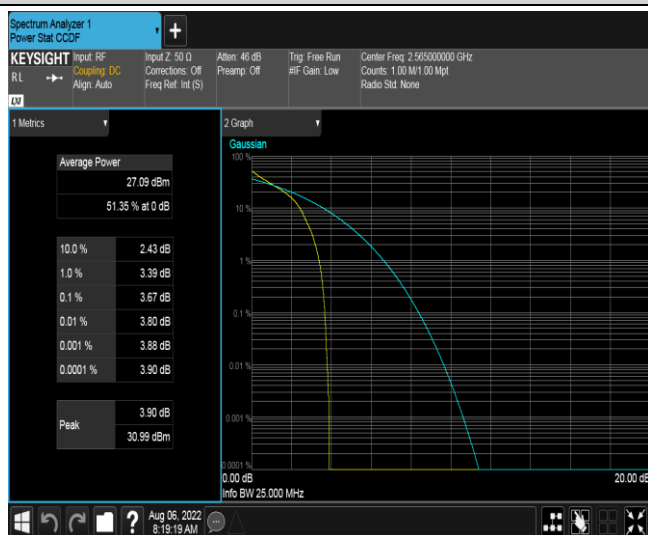 Spectrum Analyzer 1
Power Stat CCDF
+
KEYSIGHT
RL
LXI
Input: RF
Coupling: DC
Align: Auto
Input Z: 50 Ω
Corrections: Off
Freq Ref: Int (S)
Atten: 46 dB
Preamp: Off
Trig: Free Run
#IF Gain: Low
Center Freq: 2.565000000 GHz
Counts: 1.00 M/1.00 Mpt
Radio Std: None
1 Metrics
Average Power
27.09 dBm
51.35 % at 0 dB
10.0 % 2.43 dB
1.0 % 3.39 dB
0.1 % 3.67 dB
0.01 % 3.80 dB
0.001 % 3.88 dB
0.0001 % 3.90 dB
Peak
3.90 dB
30.99 dBm
2 Graph
Gaussian
100 %
10 %
1 %
0.1 %
0.01 %
0.001 %
0.0001 %
0.00 dB 20.00 dB
Info BW 25.000 MHz
?
Aug 06, 2022
8:19:19 AM